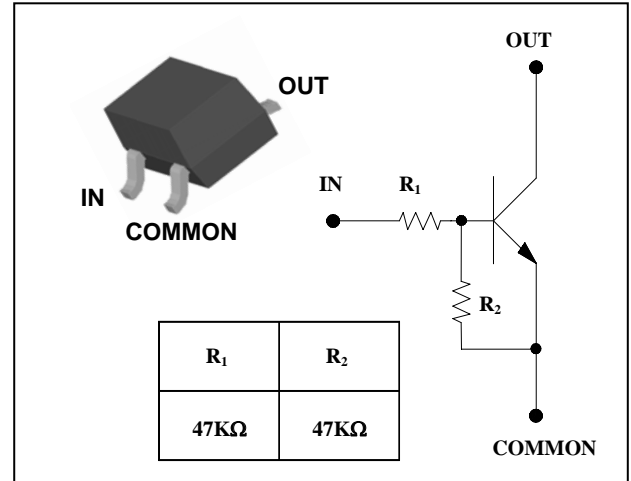 OUT
OUT
IN
R₁
IN
COMMON
R₂
R₁ R₂
47KΩ 47KΩ
COMMON